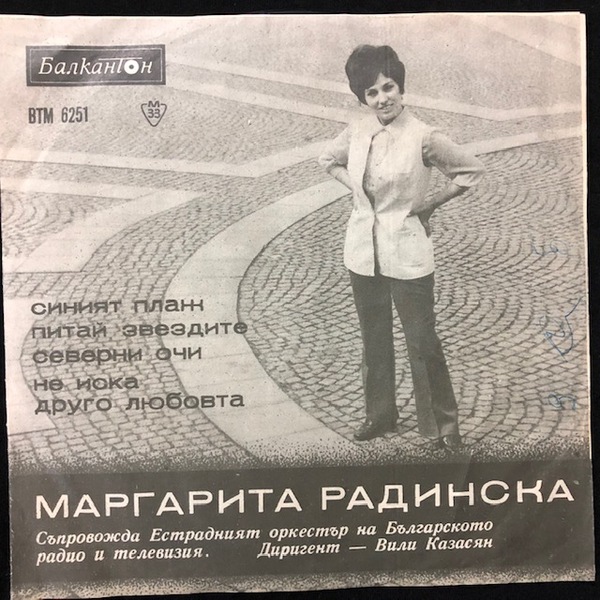 Балкантон
ВТМ 6251
М
33
синият плаж
питай звездите
северни очи
не иска
друго любовта
МАРГАРИТА РАДИНСКА
Съпровожда Естрадният оркестър на Българското
радио и телевизия. Диригент — Вили Казасян